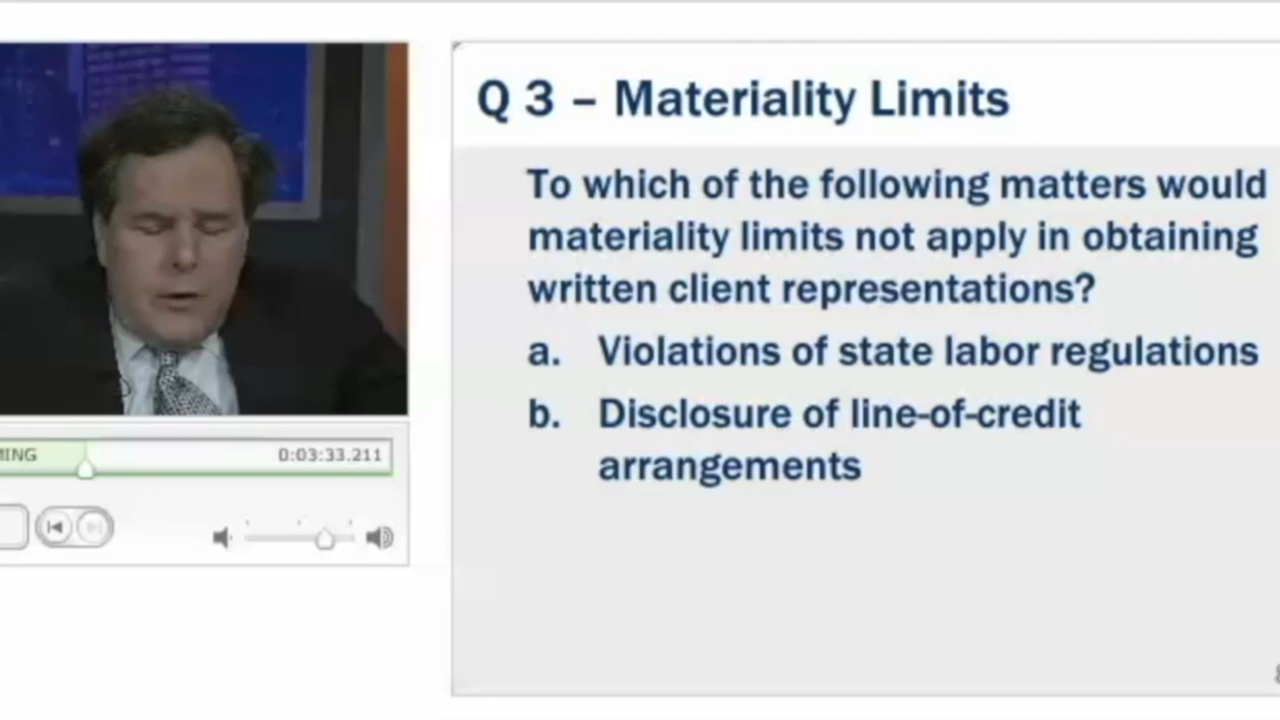 Q 3 – Materiality Limits
To which of the following matters would
materiality limits not apply in obtaining
written client representations?
a. Violations of state labor regulations
b. Disclosure of line-of-credit
arrangements
MING
0:03:33.211